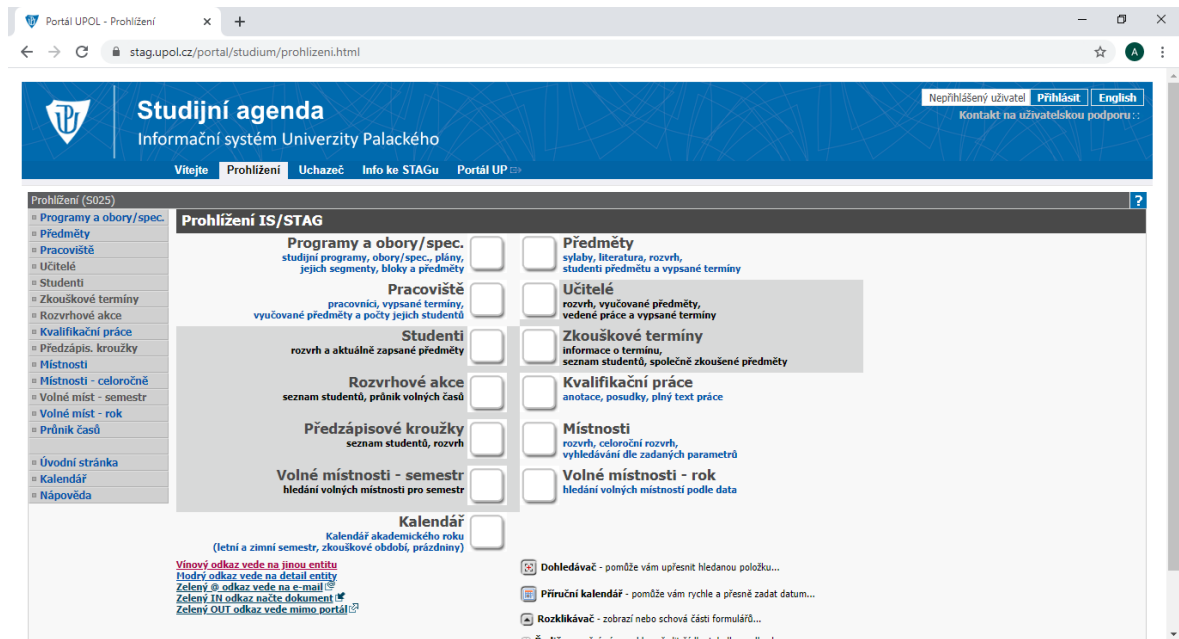 Portál UPOL - Prohlížení
stag.upol.cz/portal/studium/prohlizeni.html
A
Studijní agenda
Informační systém Univerzity Palackého
Nepřihlášený uživatel Přihlásit English
Kontakt na uživatelskou podporu ::
Vítejte Prohlížení Uchazeč Info ke STAGu Portál UP
Prohlížení (S025) ?
Programy a obory/spec.
Předměty
Pracoviště
Učitelé
Studenti
Zkouškové termíny
Rozvrhové akce
Kvalifikační práce
Předzápis. kroužky
Místnosti
Místnosti - celoročně
Volné míst - semestr
Volné míst - rok
Průnik časů
Úvodní stránka
Kalendář
Nápověda
Prohlížení IS/STAG
Programy a obory/spec.
studijní programy, obory/spec., plány,
jejich segmenty, bloky a předměty
Předměty
sylaby, literatura, rozvrh,
studenti předmětu a vypsané termíny
Pracoviště
pracovníci, vypsané termíny,
vyučované předměty a počty jejich studentů
Učitelé
rozvrh, vyučované předměty,
vedené práce a vypsané termíny
Studenti
rozvrh a aktuálně zapsané předměty
Zkouškové termíny
informace o termínu,
seznam studentů, společně zkoušené předměty
Rozvrhové akce
seznam studentů, průnik volných časů
Kvalifikační práce
anotace, posudky, plný text práce
Předzápisové kroužky
seznam studentů, rozvrh
Místnosti
rozvrh, celoroční rozvrh,
vyhledávání dle zadaných parametrů
Volné místnosti - semestr
hledání volných místností pro semestr
Volné místnosti - rok
hledání volných místností podle data
Kalendář
Kalendář akademického roku
(letní a zimní semestr, zkouškové období, prázdniny)
Vínový odkaz vede na jinou entitu
Modrý odkaz vede na detail entity
Zelený @ odkaz vede na e-mail
Zelený IN odkaz načte dokument
Zelený OUT odkaz vede mimo portál
Dohledávač - pomůže vám upřesnit hledanou položku...
Příruční kalendář - pomůže vám rychle a přesně zadat datum...
Rozklikávač - zobrazí nebo schová části formulářů...